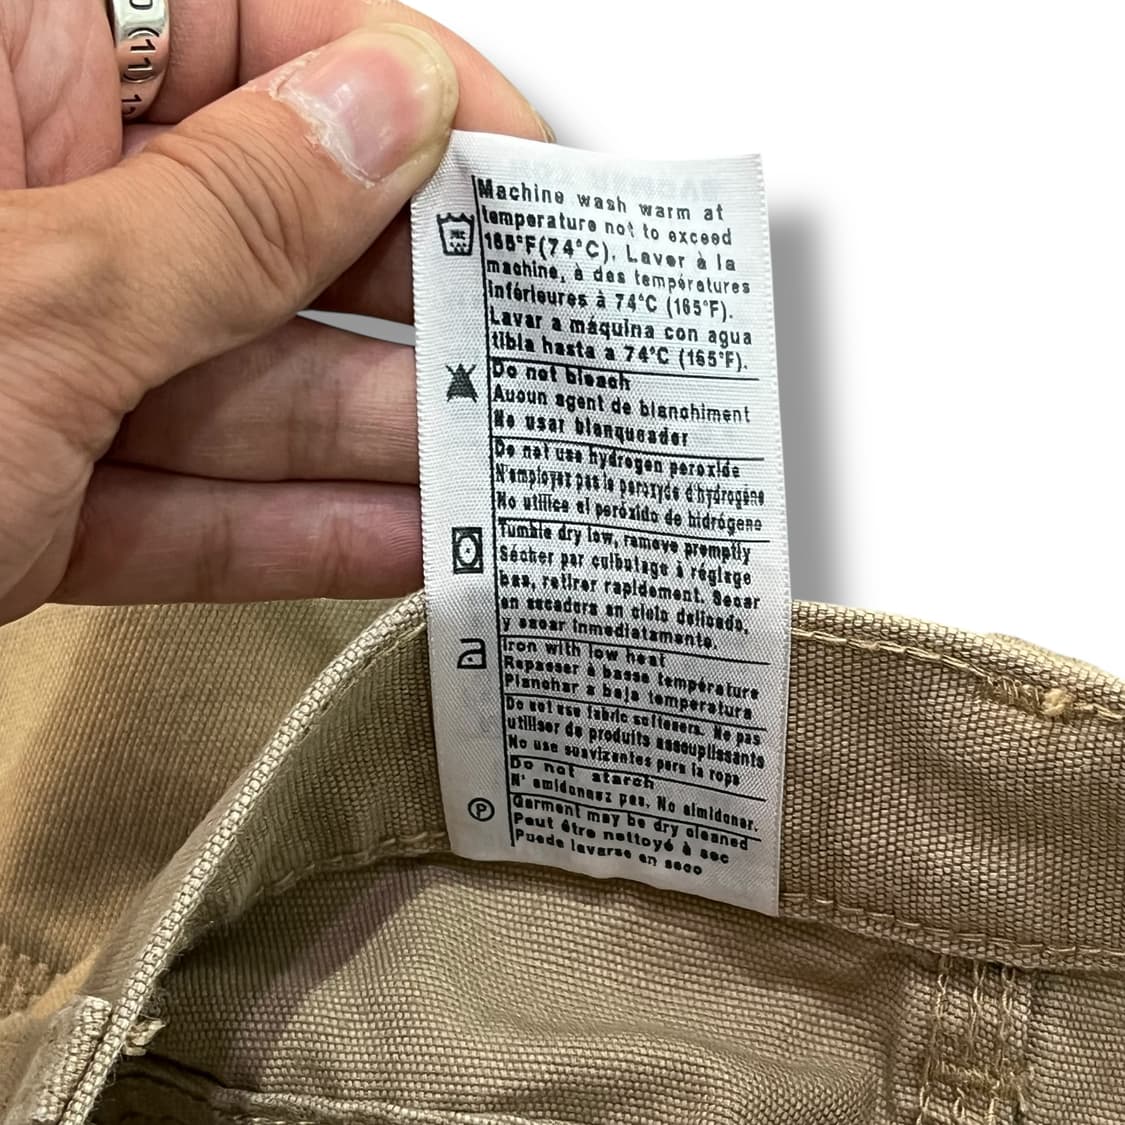 0 (11) 1
Machine wash warm at
temperature not to exceed
165°F(74°C). Laver à la
machine, à des températures
inférieures à 74°C (165°F).
Lavar a máquina con agua
tibia hasta a 74°C (165°F).
Do not bleach
Aucun agent de blanchiment
No usar blanqueador
Do not use hydrogen peroxide
N'employez pas le peroxyde d'hydrogène
No utilice el peróxido de hidrógeno
Tumble dry low, remove promptly
Sécher par culbutage à réglage
bas, retirer rapidement. Secar
en secadora en ciclo delicado,
y sacar inmediatamente.
Iron with low heat
Repasser à basse température
Planchar a baja temperatura
Do not use fabric softeners. Ne pas
utiliser de produits assouplissants
No use suavizantes para la ropa
Do not starch
N' amidonnez pas. No almidonar.
P
Garment may be dry cleaned
Peut être nettoyé à sec
Puede lavarse en seco